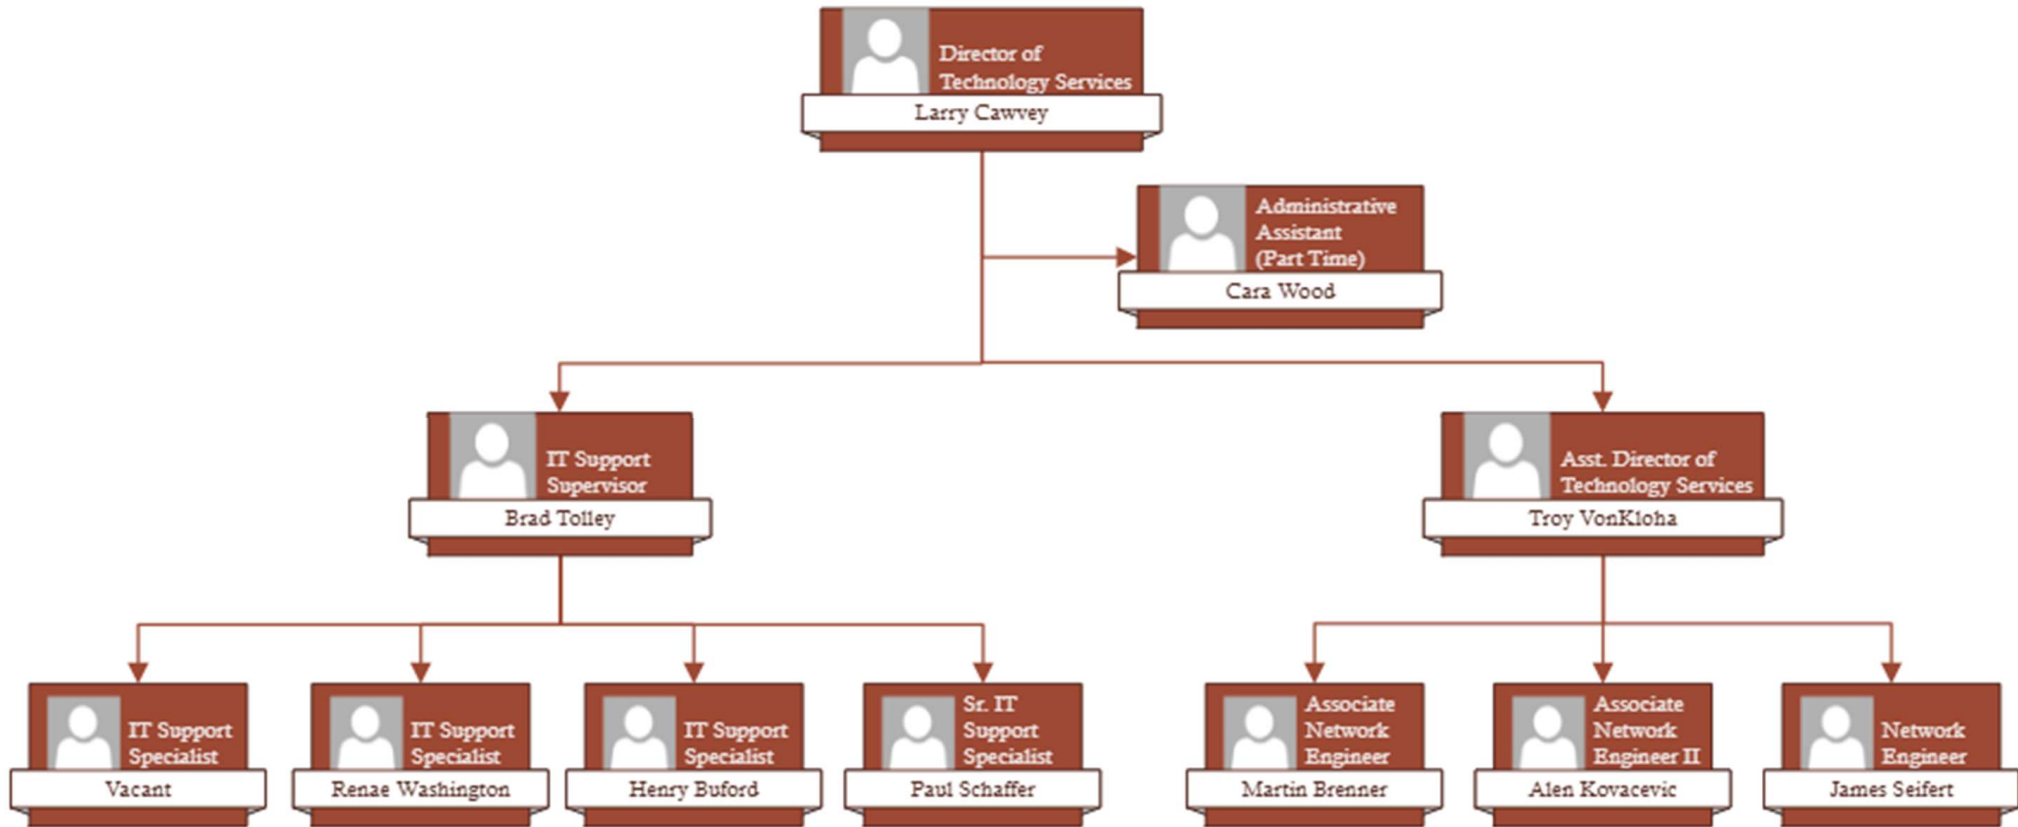 Director of
Technology Services
Larry Cawvey
Administrative
Assistant
(Part Time)
Cara Wood
IT Support
Supervisor
Brad Tolley
Asst. Director of
Technology Services
Troy VonKloha
IT Support
Specialist
Vacant
IT Support
Specialist
Renae Washington
IT Support
Specialist
Henry Buford
Sr. IT
Support
Specialist
Paul Schaffer
Associate
Network
Engineer
Martin Brenner
Associate
Network
Engineer II
Alen Kovacevic
Network
Engineer
James Seifert